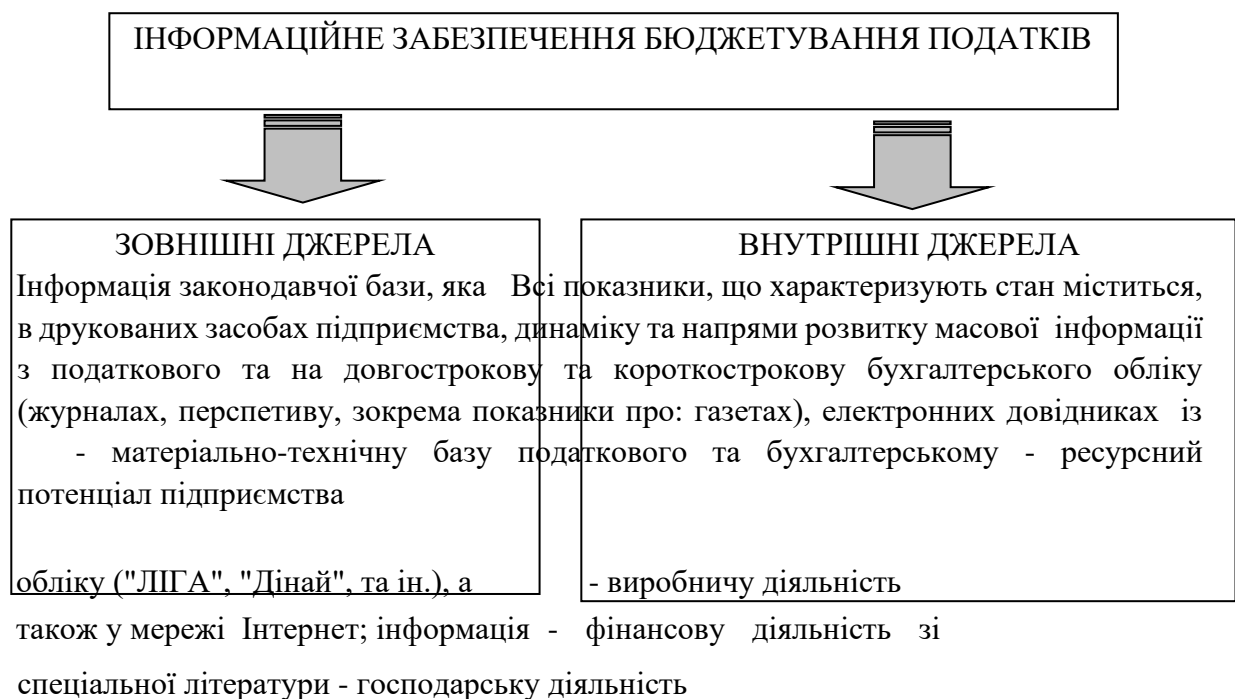 ІНФОРМАЦІЙНЕ ЗАБЕЗПЕЧЕННЯ БЮДЖЕТУВАННЯ ПОДАТКІВ
ЗОВНІШНІ ДЖЕРЕЛА
ВНУТРІШНІ ДЖЕРЕЛА
Інформація законодавчої бази, яка Всі показники, що характеризують стан міститься,
в друкованих засобах підприємства, динаміку та напрями розвитку масової інформації
з податкового та на довгострокову та короткострокову бухгалтерського обліку
(журналах, перспетиву, зокрема показники про: газетах), електронних довідниках із
- матеріально-технічну базу податкового та бухгалтерському - ресурсний
потенціал підприємства
обліку ("ЛІГА", "Дінай", та ін.), а - виробничу діяльність
також у мережі Інтернет; інформація - фінансову діяльність зі
спеціальної літератури - господарську діяльність